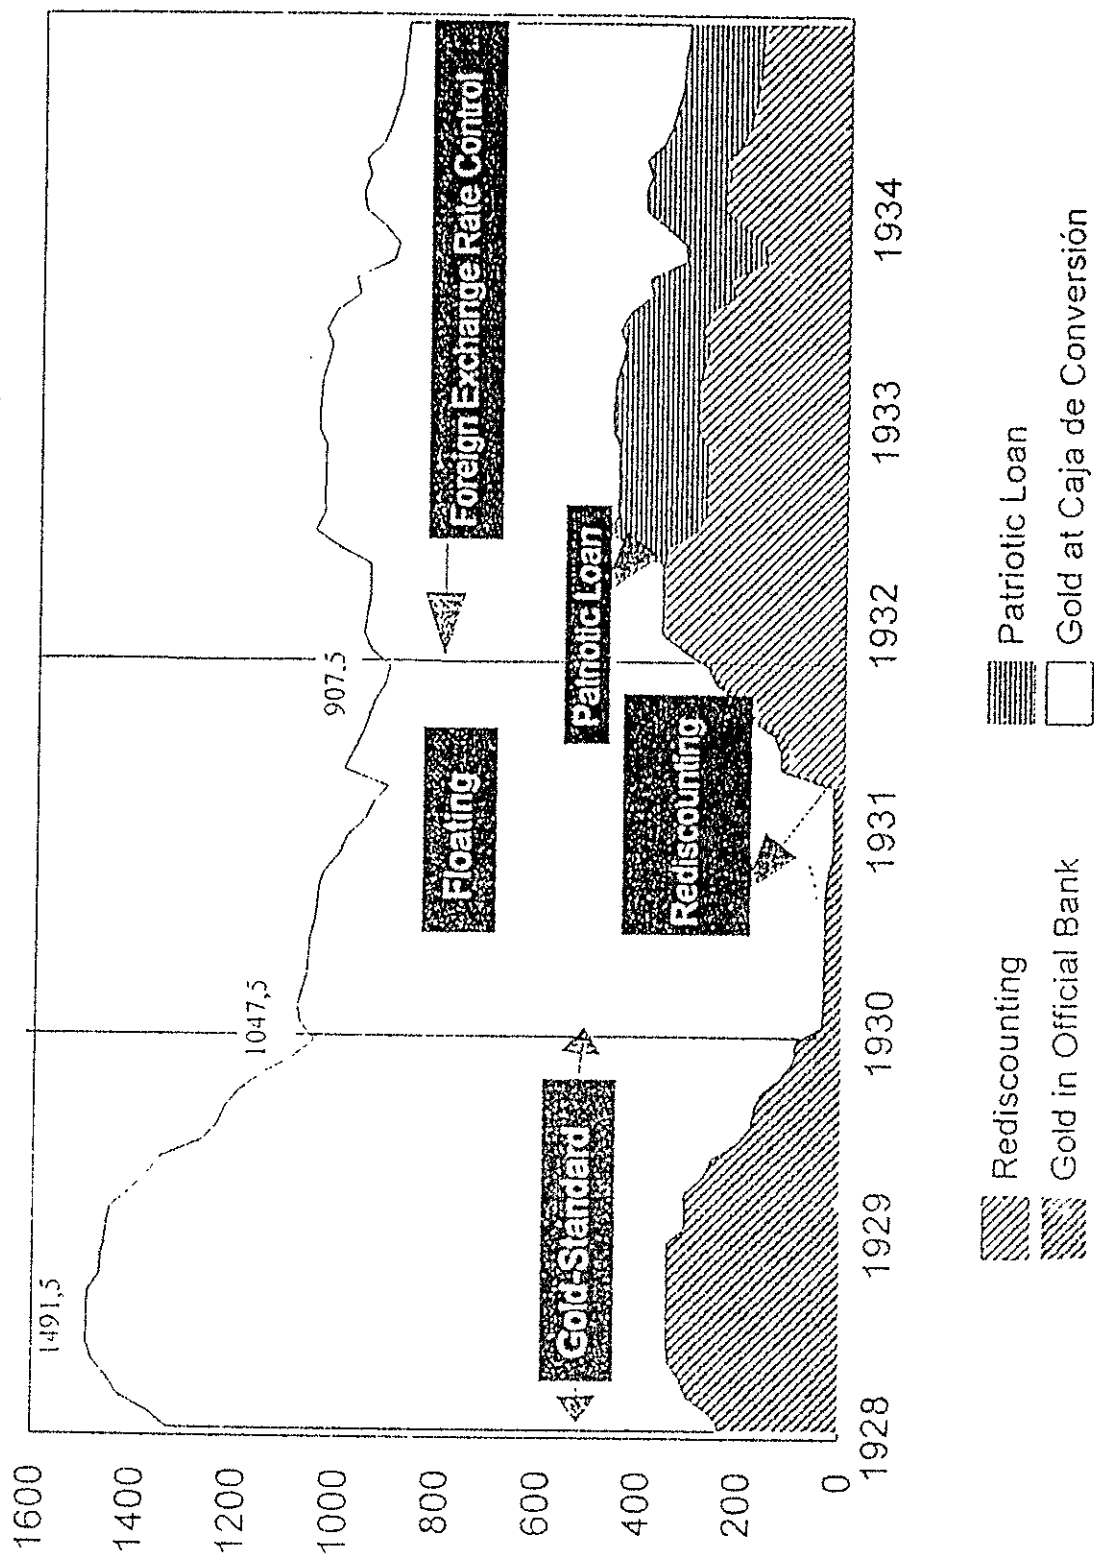 1600
1400
1200
1000
800
600
400
200
0
1491,5
1047,5
907.5
Gold-Standard
Floating
Foreign Exchange Rate Control
Rediscounting
Patriotic Loan
1928
1929
1930
1931
1932
1933
1934
Rediscounting
Patriotic Loan
Gold in Official Bank
Gold at Caja de Conversión